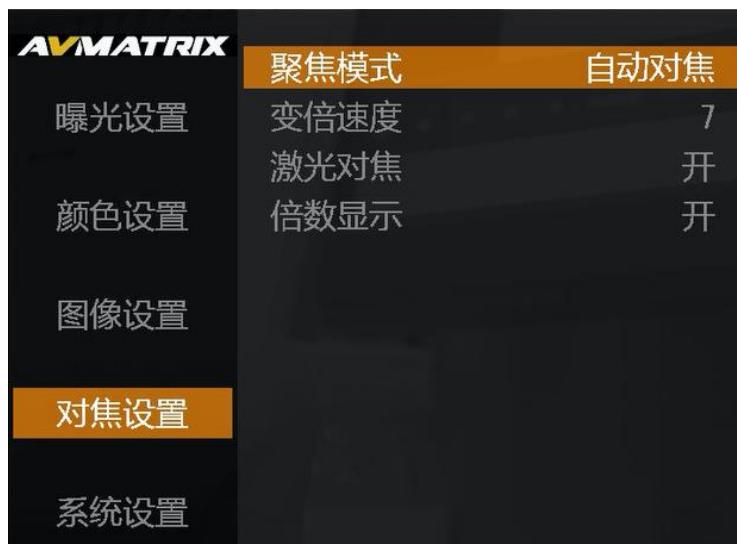 AVMATRIX
曝光设置
颜色设置
图像设置
对焦设置
系统设置
聚焦模式 自动对焦
变倍速度 7
激光对焦 开
倍数显示 开